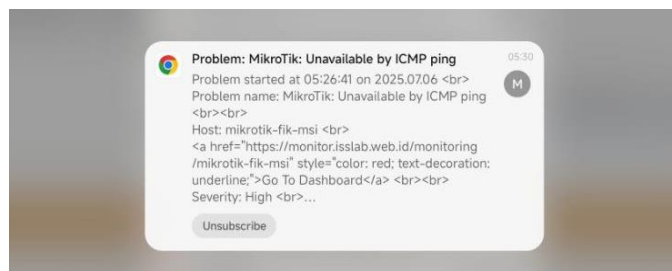 Problem: MikroTik: Unavailable by ICMP ping
05:30
Problem started at 05:26:41 on 2025.07.06 <br>
Problem name: MikroTik: Unavailable by ICMP ping
<br><br>
M
Host: mikrotik-fik-msi <br>
<a href="https://monitor.isslab.web.id/monitoring
/mikrotik-fik-msi" style="color: red; text-decoration:
underline;">Go To Dashboard</a> <br><br>
Severity: High <br>...
Unsubscribe